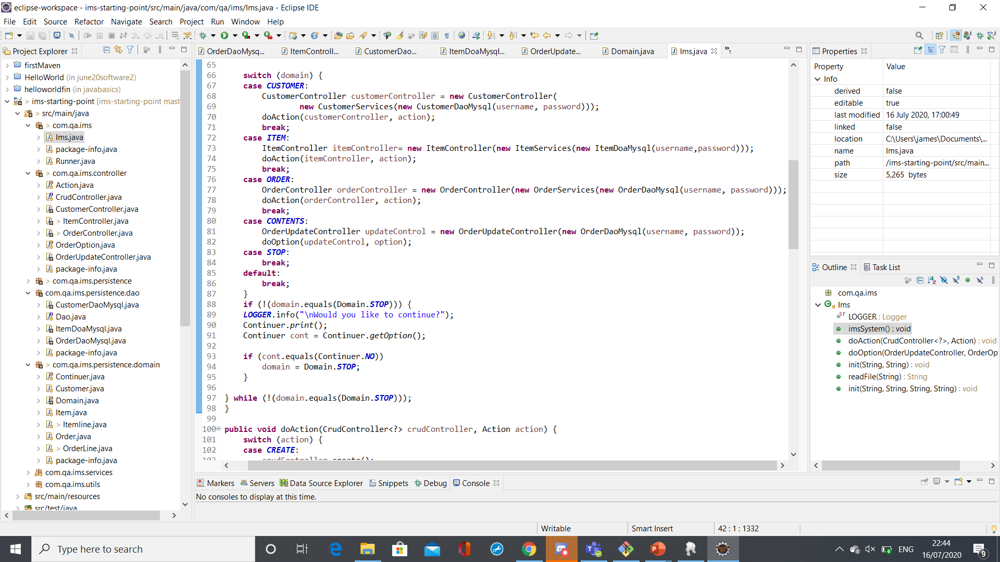 eclipse-workspace - ims-starting-point/src/main/java/com/qa/ims/Ims.java - Eclipse IDE
File Edit Source Refactor Navigate Search Project Run Window Help
Project Explorer
firstMaven
HelloWorld (in june20software2)
helloworldfin (in javabasics)
> ims-starting-point [ims-starting-point mast
> src/main/java
> com.qa.ims
Ims.java
package-info.java
Runner.java
> com.qa.ims.controller
Action.java
CrudController.java
CustomerController.java
> ItemController.java
> OrderController.java
OrderOption.java
OrderUpdateController.java
package-info.java
> com.qa.ims.persistence
com.qa.ims.persistence.dao
CustomerDaoMysql.java
Dao.java
ItemDoaMysql.java
OrderDaoMysql.java
package-info.java
> com.qa.ims.persistence.domain
Continuer.java
Customer.java
Domain.java
Item.java
> Itemline.java
Order.java
> OrderLine.java
package-info.java
com.qa.ims.services
com.qa.ims.utils
src/main/resources
src/test/java
OrderDaoMysq... ItemControll... CustomerDao... ItemDoaMysql... OrderUpdate... Domain.java Ims.java »1
65
66 switch (domain) {
67 case CUSTOMER:
68 CustomerController customerController = new CustomerController(
69 new CustomerServices(new CustomerDaoMysql(username, password)));
70 doAction(customerController, action);
71 break;
72 case ITEM:
73 ItemController itemController= new ItemController(new ItemServices(new ItemDoaMysql(username,password)));
74 doAction(itemController, action);
75 break;
76 case ORDER:
77 OrderController orderController = new OrderController(new OrderServices(new OrderDaoMysql(username, password)));
78 doAction(orderController, action);
79 break;
80 case CONTENTS:
81 OrderUpdateController updateControl = new OrderUpdateController(new OrderDaoMysql(username, password));
82 doOption(updateControl, option);
83 case STOP:
84 break;
85 default:
86 break;
87 }
88 if (!(domain.equals(Domain.STOP))) {
89 LOGGER.info("\nWould you like to continue?");
90 Continuer.print();
91 Continuer cont = Continuer.getOption();
92
93 if (cont.equals(Continuer.NO))
94 domain = Domain.STOP;
95 }
96
97 } while (!(domain.equals(Domain.STOP)));
98 }
99
100 public void doAction(CrudController<?> crudController, Action action) {
101 switch (action) {
102 case CREATE:
103 crudController.create();
Markers Servers Data Source Explorer Snippets Debug Console
No consoles to display at this time.
Properties
Property Value
Info
derived false
editable true
last modified 16 July 2020, 17:00:49
linked false
location C:\Users\james\Documents\...
name Ims.java
path /ims-starting-point/src/main...
size 5,265 bytes
Outline Task List
com.qa.ims
Ims
LOGGER : Logger
imsSystem() : void
doAction(CrudController<?>, Action) : void
doOption(OrderUpdateController, OrderOp
init(String, String) : void
readFile(String) : String
init(String, String, String, String) : void
Writable Smart Insert 42 : 1 : 1332
Type here to search
ENG
22:44
16/07/2020
9